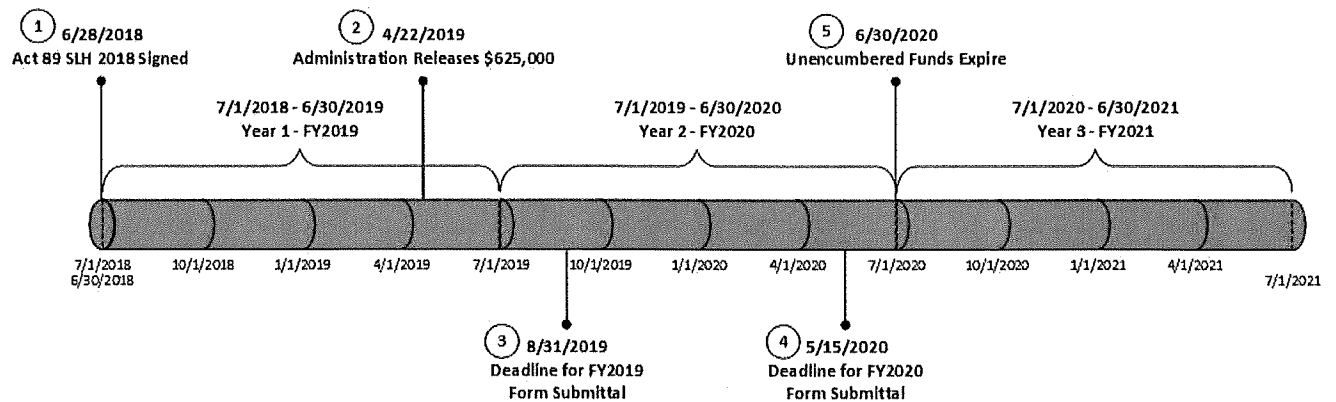 1
6/28/2018
Act 89 SLH 2018 Signed
2
4/22/2019
Administration Releases $625,000
5
6/30/2020
Unencumbered Funds Expire
7/1/2018 - 6/30/2019
Year 1 - FY2019
7/1/2019 - 6/30/2020
Year 2 - FY2020
7/1/2020 - 6/30/2021
Year 3 - FY2021
7/1/2018 10/1/2018 1/1/2019 4/1/2019 7/1/2019 10/1/2019 1/1/2020 4/1/2020 7/1/2020 10/1/2020 1/1/2021 4/1/2021
6/30/2018
7/1/2021
3
8/31/2019
Deadline for FY2019
Form Submittal
4
5/15/2020
Deadline for FY2020
Form Submittal